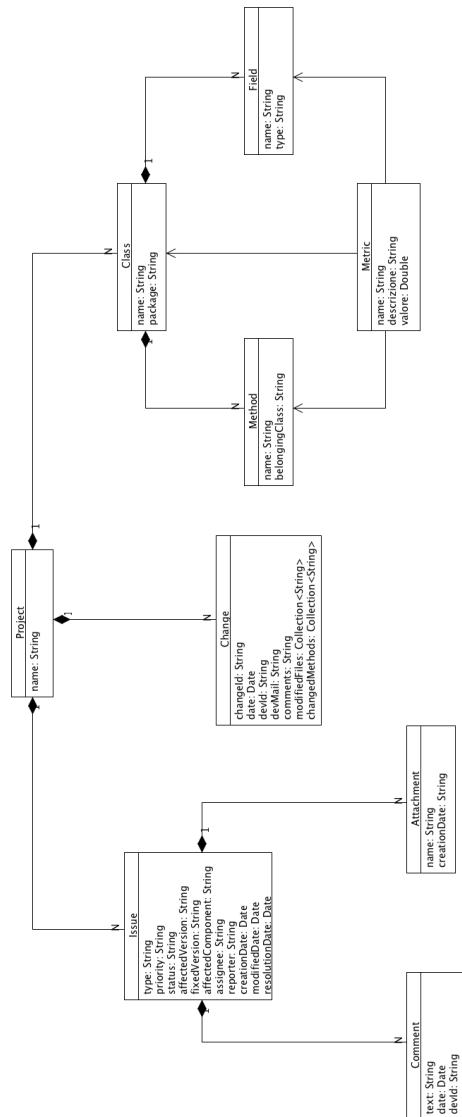 Project
name: String
1
1
1
N
N
N
Issue
type: String
priority: String
status: String
affectedVersion: String
fixedVersion: String
affectedComponent: String
assignee: String
reporter: String
creationDate: Date
modifiedDate: Date
resolutionDate: Date
1
1
N
N
Comment
text: String
date: Date
devId: String
Attachment
name: String
creationDate: String
Change
changeId: String
date: Date
devId: String
devMail: String
comments: String
modifiedFiles: Collection<String>
changedMethods: Collection<String>
Class
name: String
package: String
1
1
N
N
Method
name: String
belongingClass: String
Field
name: String
type: String
Metric
name: String
descrizione: String
valore: Double